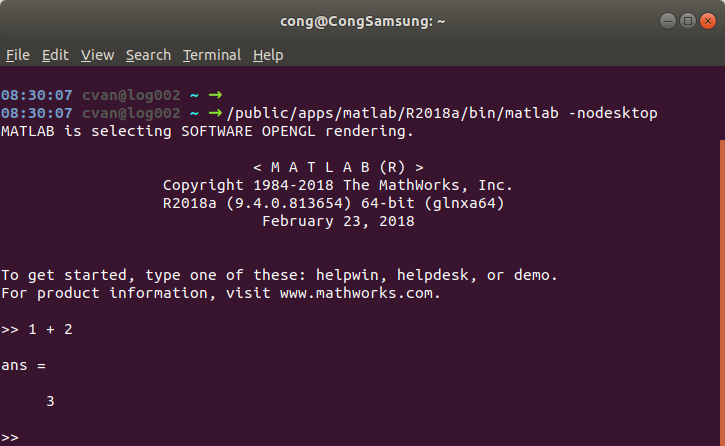 cong@CongSamsung: ~
File Edit View Search Terminal Help
08:30:07 cvan@log002 ~ →
08:30:07 cvan@log002 ~ →/public/apps/matlab/R2018a/bin/matlab -nodesktop
MATLAB is selecting SOFTWARE OPENGL rendering.
< M A T L A B (R) >
Copyright 1984-2018 The MathWorks, Inc.
R2018a (9.4.0.813654) 64-bit (glnxa64)
February 23, 2018
To get started, type one of these: helpwin, helpdesk, or demo.
For product information, visit www.mathworks.com.
>> 1 + 2
ans =
3
>>